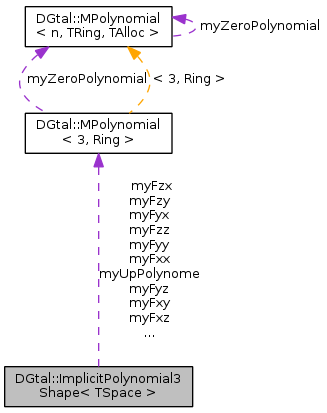 DGtal::MPolynomial
< n, TRing, TAlloc >
myZeroPolynomial
myZeroPolynomial
< 3, Ring >
DGtal::MPolynomial
< 3, Ring >
myFzx
myFzy
myFyx
myFzz
myFyy
myFxx
myUpPolynome
myFyz
myFxy
myFxz
...
DGtal::ImplicitPolynomial3
Shape< TSpace >